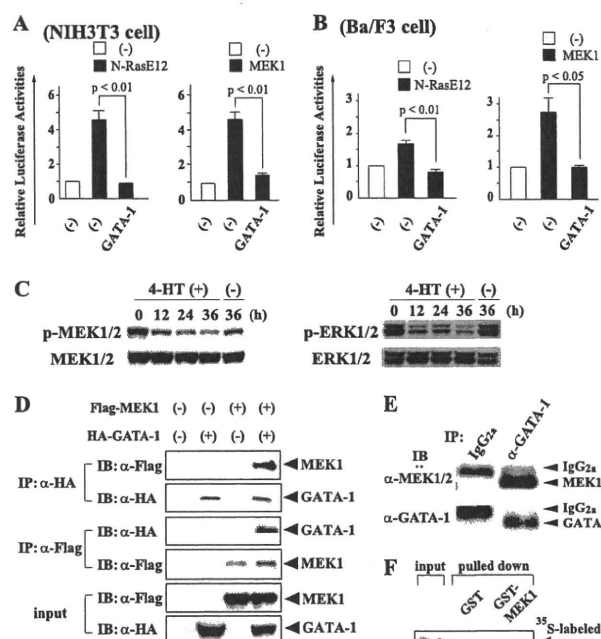 A (NIH3T3 cell)
(-)
N-RasE12
(-)
MEK1
Relative Luciferase Activities
p < 0.01
p < 0.01
6
4
2
0
6
4
2
0
(-)
(-)
GATA-1
(-)
(-)
GATA-1
B (Ba/F3 cell)
(-)
N-RasE12
(-)
MEK1
Relative Luciferase Activities
p < 0.01
p < 0.05
3
2
1
0
3
2
1
0
(-)
(-)
GATA-1
(-)
(-)
GATA-1
C
4-HT (+) (-)
0 12 24 36 36 (h)
p-MEK1/2
MEK1/2
4-HT (+) (-)
0 12 24 36 36 (h)
p-ERK1/2
ERK1/2
D
Flag-MEK1 (-) (-) (+) (+)
HA-GATA-1 (-) (+) (-) (+)
IP: α-HA
IB: α-Flag MEK1
IB: α-HA GATA-1
IP: α-Flag
IB: α-HA GATA-1
IB: α-Flag MEK1
input
IB: α-Flag MEK1
IB: α-HA GATA-1
E
IP: IgG2a α-GATA-1
IB
α-MEK1/2
IgG2a
MEK1
α-GATA-1
IgG2a
GATA
F
input pulled down
GST GST-MEK1
35S-labeled